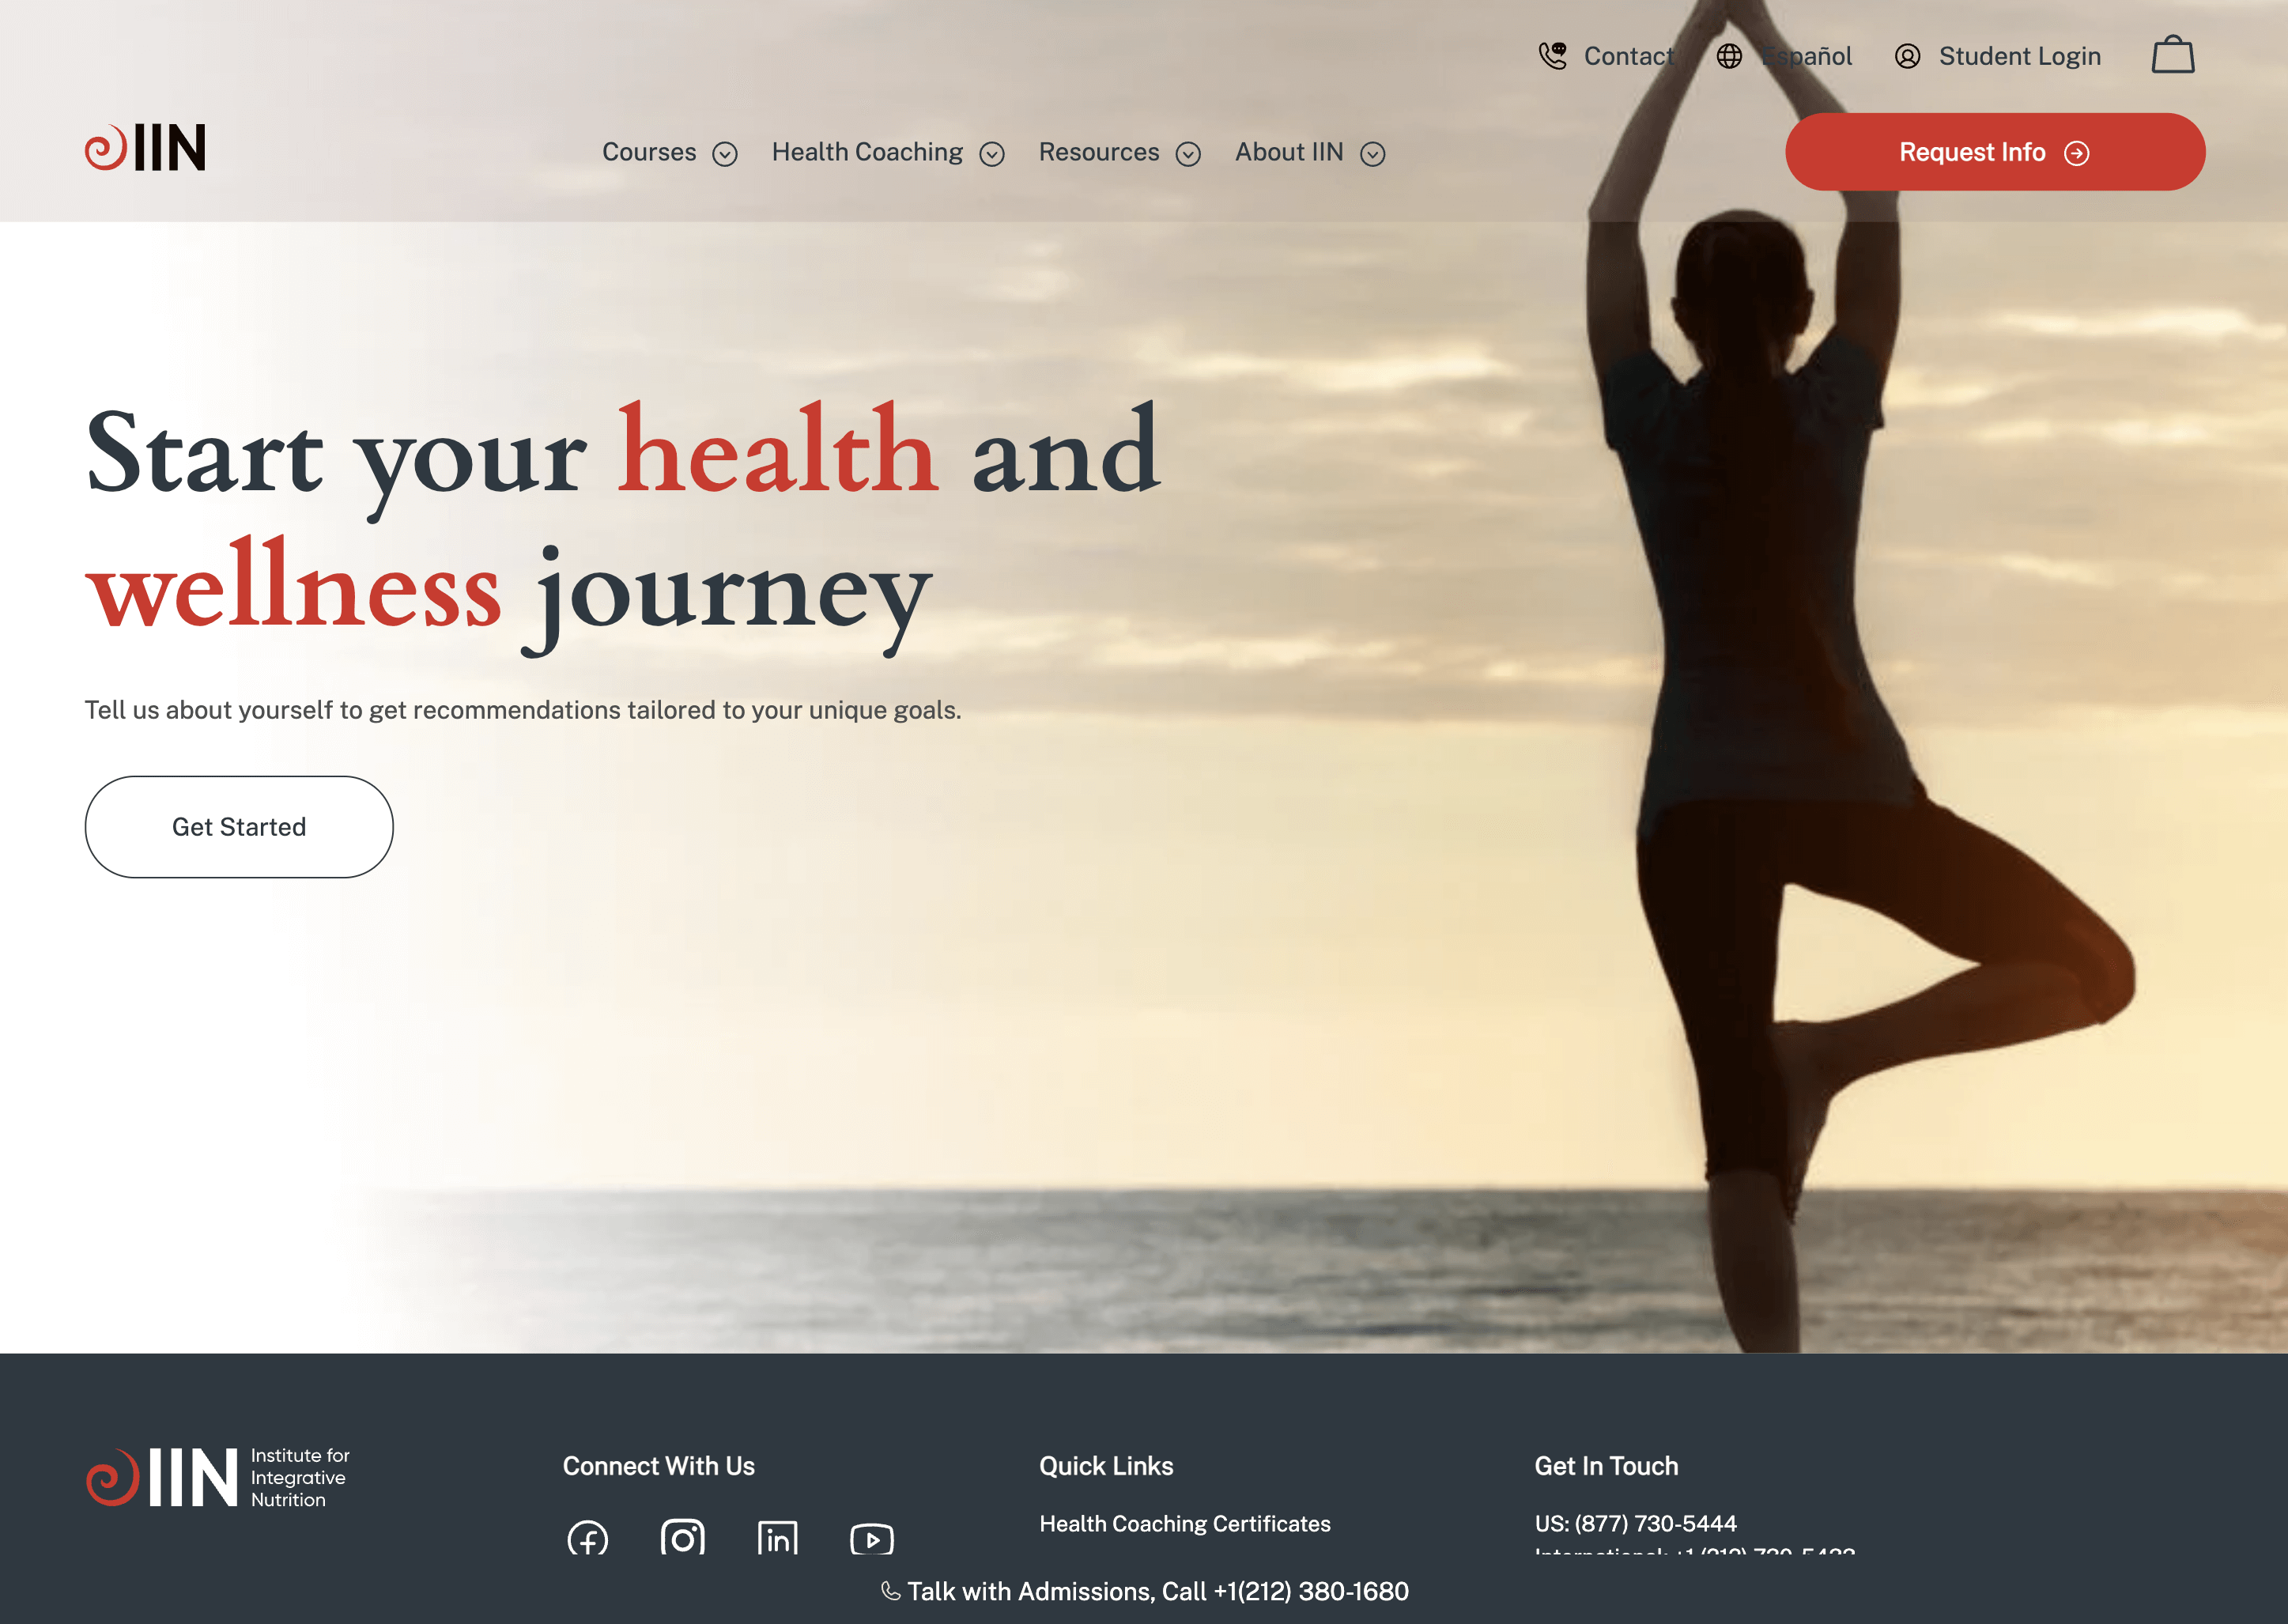 Contact
Español
Student Login
IIN
Courses
Health Coaching
Resources
About IIN
Request Info
Start your health and
wellness journey
Tell us about yourself to get recommendations tailored to your unique goals.
Get Started
IIN
Institute for
Integrative
Nutrition
Connect With Us
in
Quick Links
Health Coaching Certificates
Get In Touch
US: (877) 730-5444
Talk with Admissions, Call +1(212) 380-1680